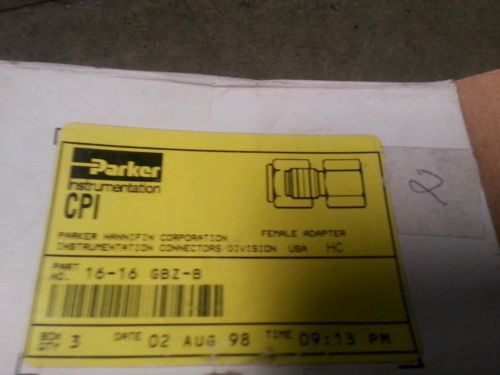 Parker
Instrumentation
CPI
PARKER HANNIFIN CORPORATION FEMALE ADAPTER
INSTRUMENTATION CONNECTORS DIVISION USA HC
PART NO. 16-16 GBZ-B
BOX QTY 3 DATE 02 AUG 98 TIME 09:13 PM
2